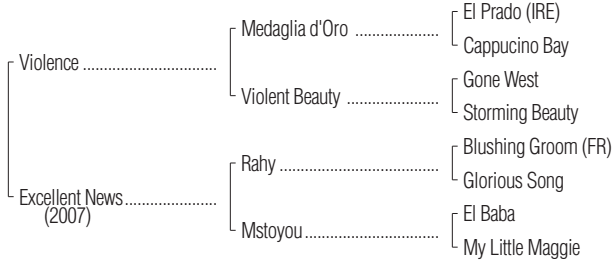 El Prado (IRE)
Medaglia d'Oro ..................
Cappucino Bay
Violence .............................
Gone West
Violent Beauty ....................
Storming Beauty
Blushing Groom (FR)
Rahy ..................................
Glorious Song
Excellent News ....................
(2007)
El Baba
Mstoyou.............................
My Little Maggie